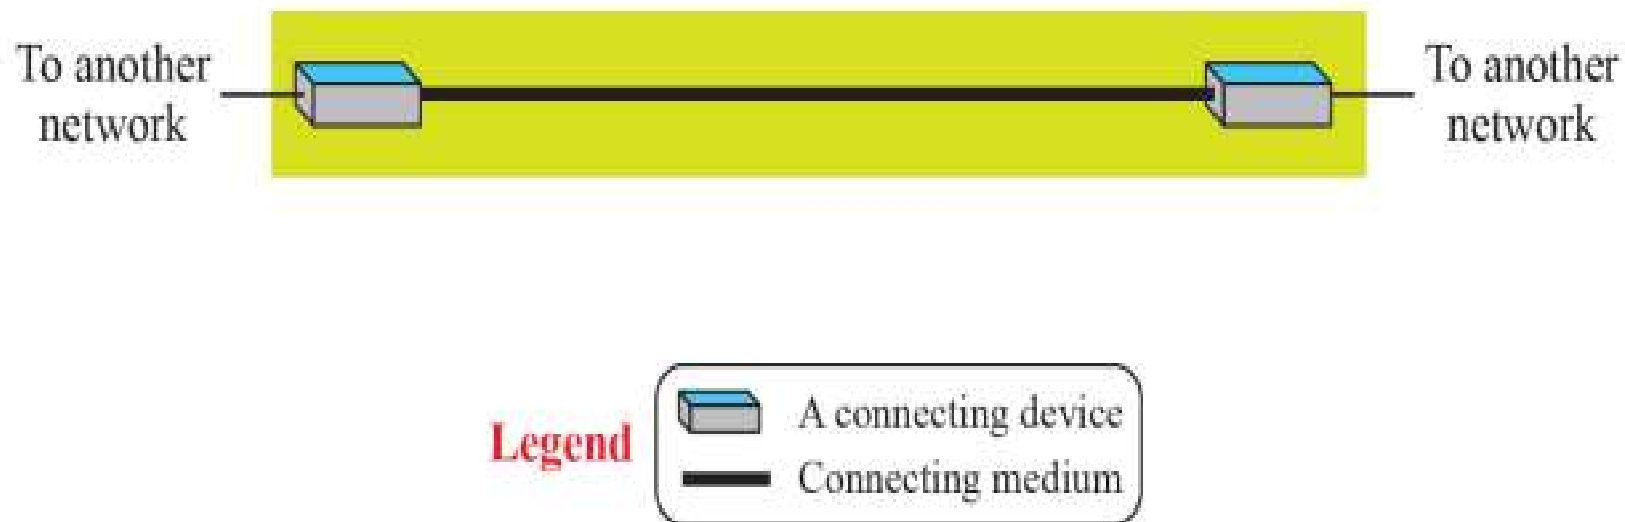 To another
network
To another
network
Legend
A connecting device
Connecting medium